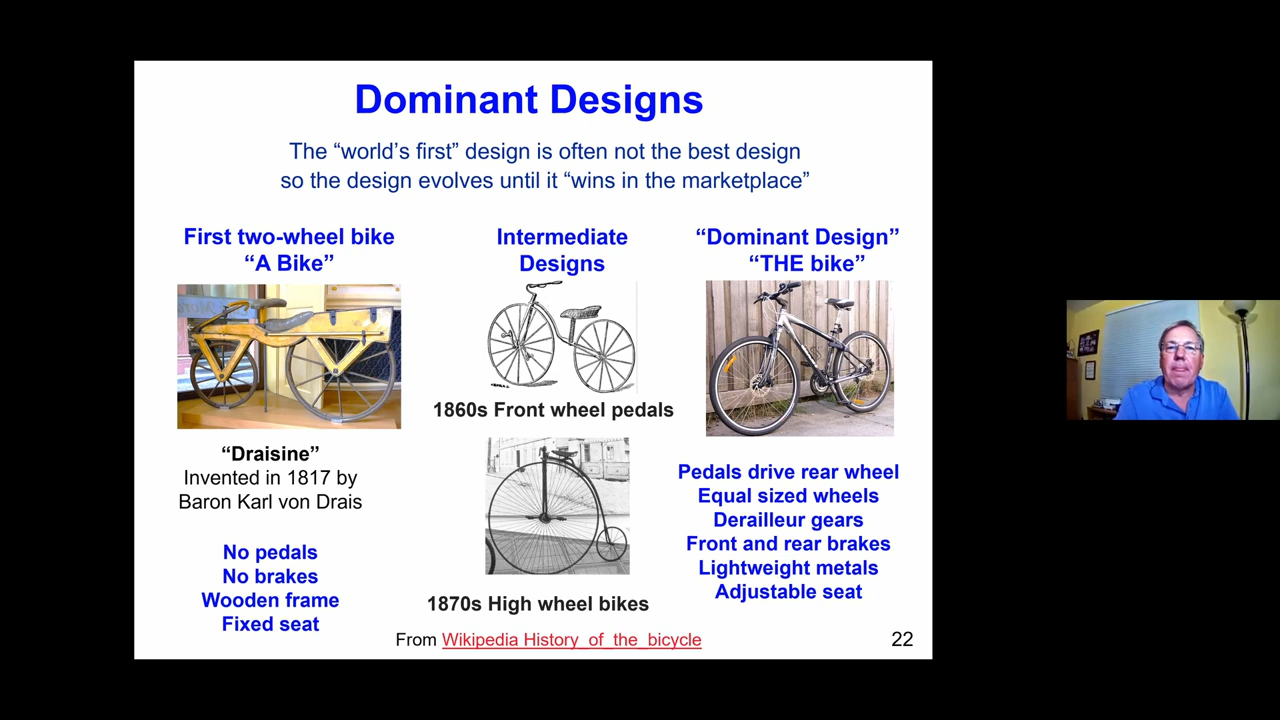 Dominant Designs
The “world’s first” design is often not the best design
so the design evolves until it “wins in the marketplace”
First two-wheel bike
“A Bike”
“Draisine”
Invented in 1817 by
Baron Karl von Drais
No pedals
No brakes
Wooden frame
Fixed seat
Intermediate
Designs
1860s Front wheel pedals
1870s High wheel bikes
“Dominant Design”
“THE bike”
Pedals drive rear wheel
Equal sized wheels
Derailleur gears
Front and rear brakes
Lightweight metals
Adjustable seat
From Wikipedia History_of_the_bicycle
22